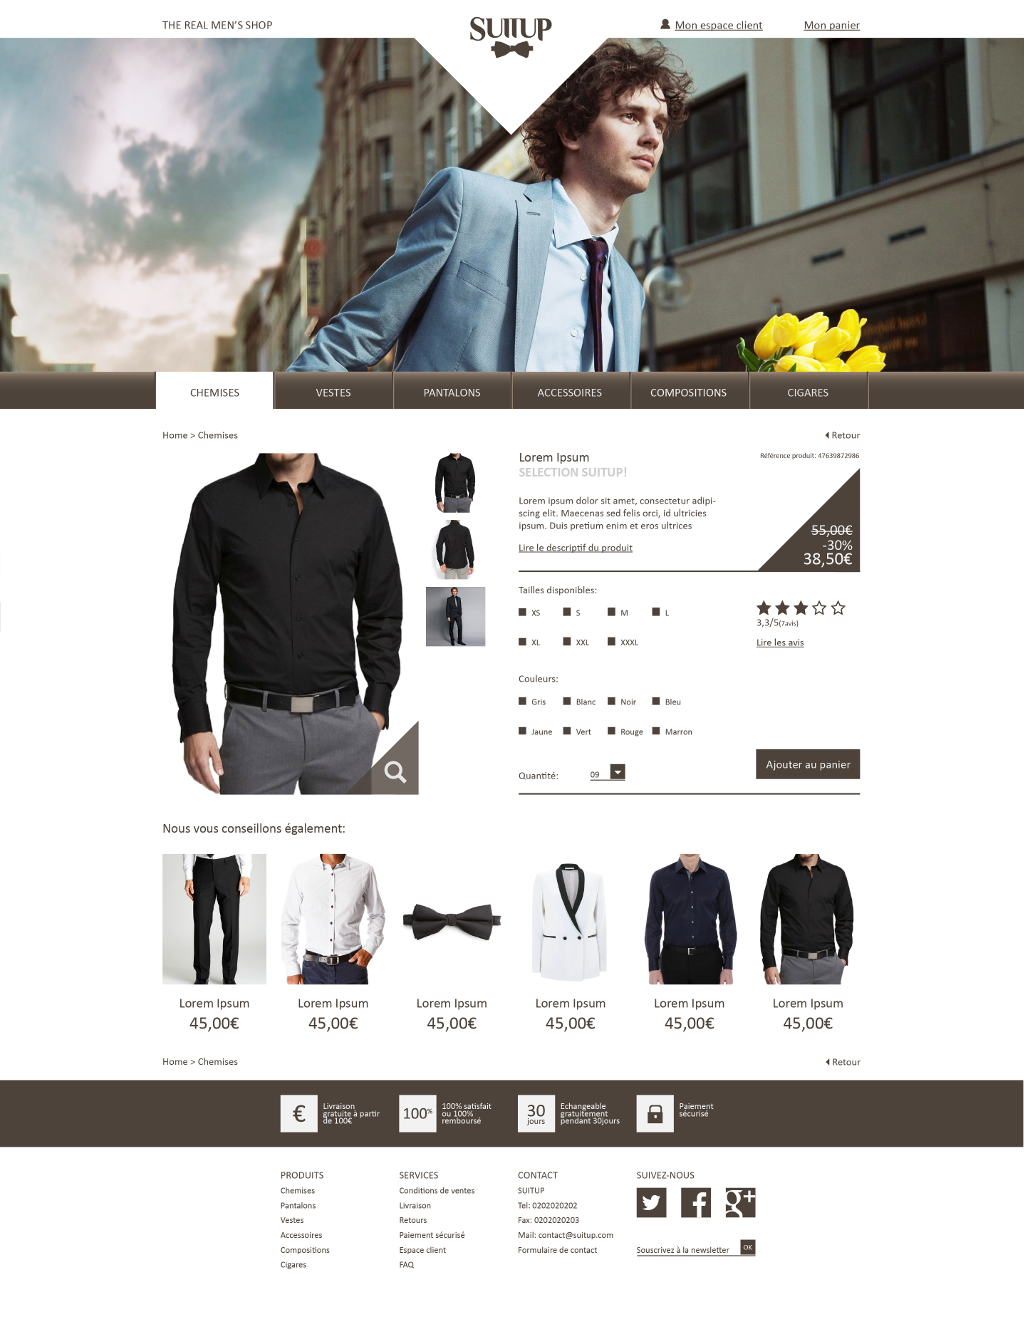 THE REAL MEN'S SHOP
SUITUP
Mon espace client
Mon panier
CHEMISES
VESTES
PANTALONS
ACCESSOIRES
COMPOSITIONS
CIGARES
Home > Chemises
Retour
Lorem Ipsum
SELECTION SUITUP!
Référence produit: 47639872986
Lorem ipsum dolor sit amet, consectetur adipi-
scing elit. Maecenas sed felis orci, id ultricies
ipsum. Duis pretium enim et eros ultrices
Lire le descriptif du produit
55,00€
-30%
38,50€
Tailles disponibles:
XS S M L
XL XXL XXXL
3,3/5(7avis)
Lire les avis
Couleurs:
Gris Blanc Noir Bleu
Jaune Vert Rouge Marron
Quantité: 09
Ajouter au panier
Nous vous conseillons également:
Lorem Ipsum
45,00€
Lorem Ipsum
45,00€
Lorem Ipsum
45,00€
Lorem Ipsum
45,00€
Lorem Ipsum
45,00€
Lorem Ipsum
45,00€
Home > Chemises
Retour
€
Livraison
gratuite à partir
de 100€
100%
100% satisfait
ou 100%
remboursé
30
jours
Echangeable
gratuitement
pendant 30jours
Paiement
sécurisé
PRODUITS
Chemises
Pantalons
Vestes
Accessoires
Compositions
Cigares
SERVICES
Conditions de ventes
Livraison
Retours
Paiement sécurisé
Espace client
FAQ
CONTACT
SUITUP
Tel: 0202020202
Fax: 0202020203
Mail: contact@suitup.com
Formulaire de contact
SUIVEZ-NOUS
f
g+
Souscrivez à la newsletter
OK